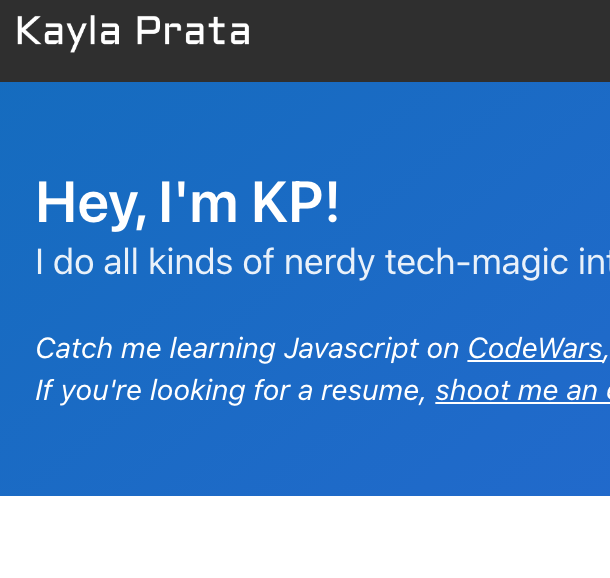 Kayla Prata
Hey, I'm KP!
I do all kinds of nerdy tech-magic
Catch me learning Javascript on CodeWars,
If you're looking for a resume, shoot me an